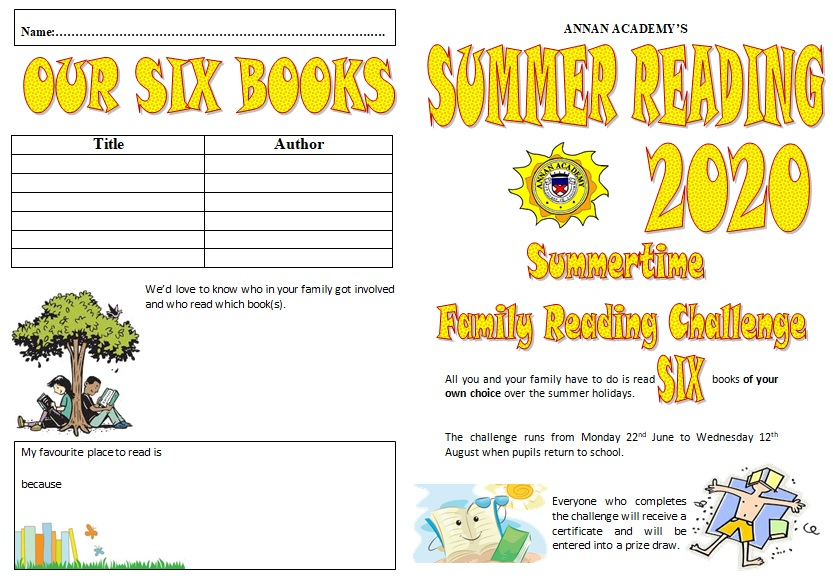 Name:………………………………………………………………………..….
OUR SIX BOOKS
Title Author
We'd love to know who in your family got involved
and who read which book(s).
My favourite place to read is
because
ANNAN ACADEMY'S
SUMMER READING
2020
ANNAN ACADEMY
Summertime
Family Reading Challenge
All you and your family have to do is read SIX books of your
own choice over the summer holidays.
The challenge runs from Monday 22nd June to Wednesday 12th
August when pupils return to school.
Everyone who completes
the challenge will receive a
certificate and will be
entered into a prize draw.